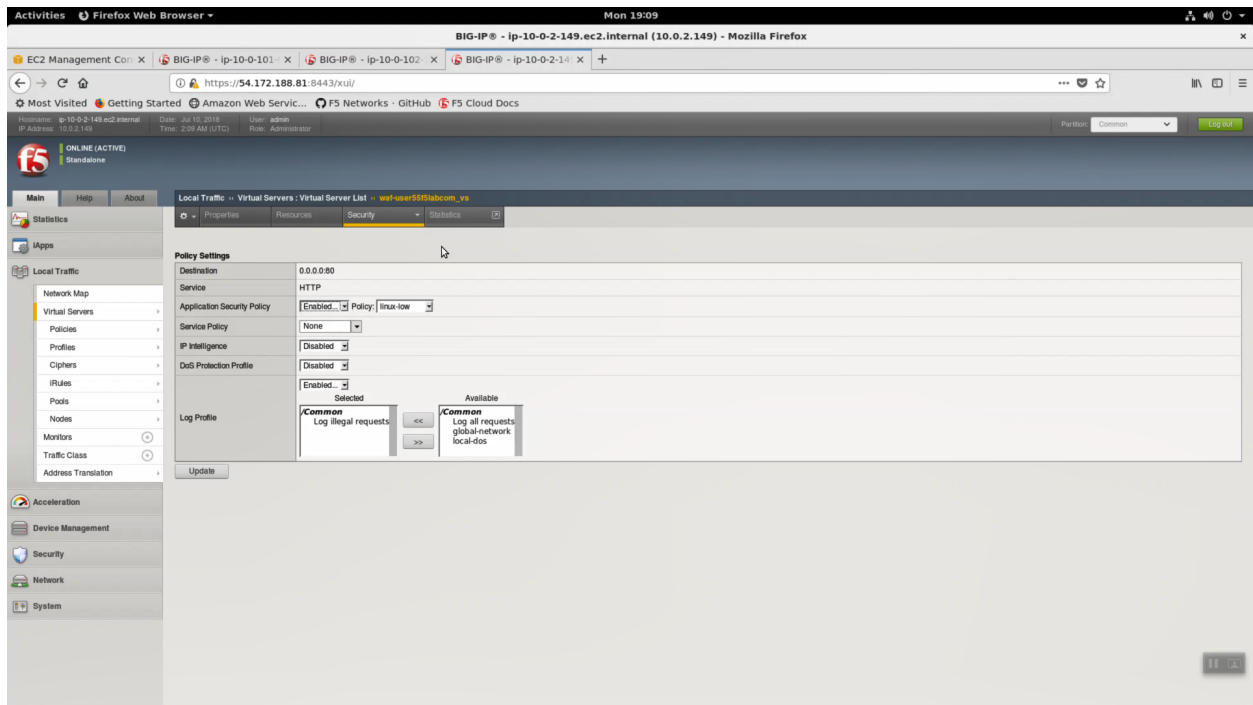 Activities Firefox Web Browser Mon 19:09
BIG-IP® - ip-10-0-2-149.ec2.internal (10.0.2.149) - Mozilla Firefox
EC2 Management Con BIG-IP® - ip-10-0-101- BIG-IP® - ip-10-0-102- BIG-IP® - ip-10-0-2-14
https://54.172.188.81:8443/xui/
Most Visited Getting Started Amazon Web Servic... F5 Networks · GitHub F5 Cloud Docs
Hostname: ip-10-0-2-149.ec2.internal Date: Jul 10, 2018 User: admin
IP Address: 10.0.2.149 Time: 2:09 AM (UTC) Role: Administrator
Partition: Common Log out
f5
ONLINE (ACTIVE)
Standalone
Main Help About
Local Traffic ›› Virtual Servers : Virtual Server List ›› waf-user55f5labcom_vs
Properties Resources Security Statistics
Statistics
iApps
Local Traffic
Network Map
Virtual Servers
Policies
Profiles
Ciphers
iRules
Pools
Nodes
Monitors
Traffic Class
Address Translation
Acceleration
Device Management
Security
Network
System
Policy Settings
Destination 0.0.0.0:80
Service HTTP
Application Security Policy Enabled... Policy: linux-low
Service Policy None
IP Intelligence Disabled
DoS Protection Profile Disabled
Log Profile Enabled...
Selected Available
/Common << /Common
Log illegal requests Log all requests
global-network
>> local-dos
Update